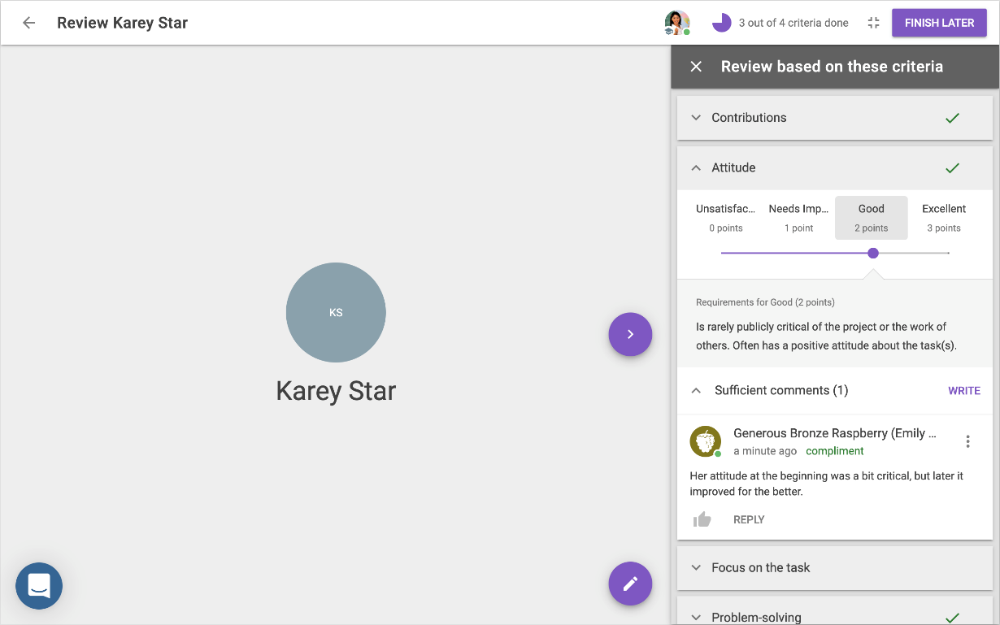 Review Karey Star
3 out of 4 criteria done
FINISH LATER
KS
Karey Star
Review based on these criteria
Contributions
Attitude
Unsatisfac... Needs Imp... Good Excellent
0 points 1 point 2 points 3 points
Requirements for Good (2 points)
Is rarely publicly critical of the project or the work of
others. Often has a positive attitude about the task(s).
Sufficient comments (1)
WRITE
Generous Bronze Raspberry (Emily ...
a minute ago compliment
Her attitude at the beginning was a bit critical, but later it
improved for the better.
REPLY
Focus on the task
Problem-solving